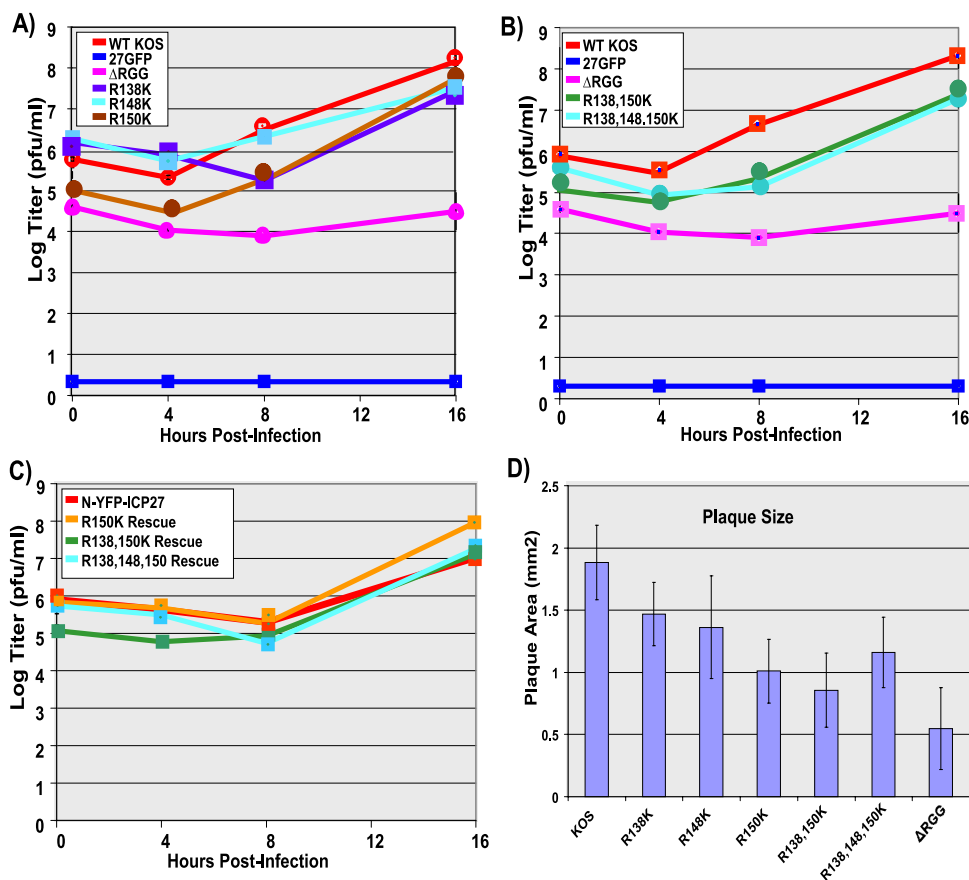 A)
9
8
7
6
5
4
3
2
1
0
Log Titer (pfu/ml)
WT KOS
27GFP
ΔRGG
R138K
R148K
R150K
0 4 8 16
Hours Post-Infection
B)
9
8
7
6
5
4
3
2
1
0
Log Titer (pfu/ml)
WT KOS
27GFP
ΔRGG
R138,150K
R138,148,150K
0 4 8 16
Hours Post-Infection
C)
9
8
7
6
5
4
3
2
1
0
Log Titer (pfu/ml)
N-YFP-ICP27
R150K Rescue
R138,150K Rescue
R138,148,150 Rescue
0 4 8 12 16
Hours Post-Infection
D)
2.5
2
1.5
1
0.5
0
Plaque Area (mm2)
Plaque Size
KOS
R138K
R148K
R150K
R138,150K
R138,148,150K
ΔRGG